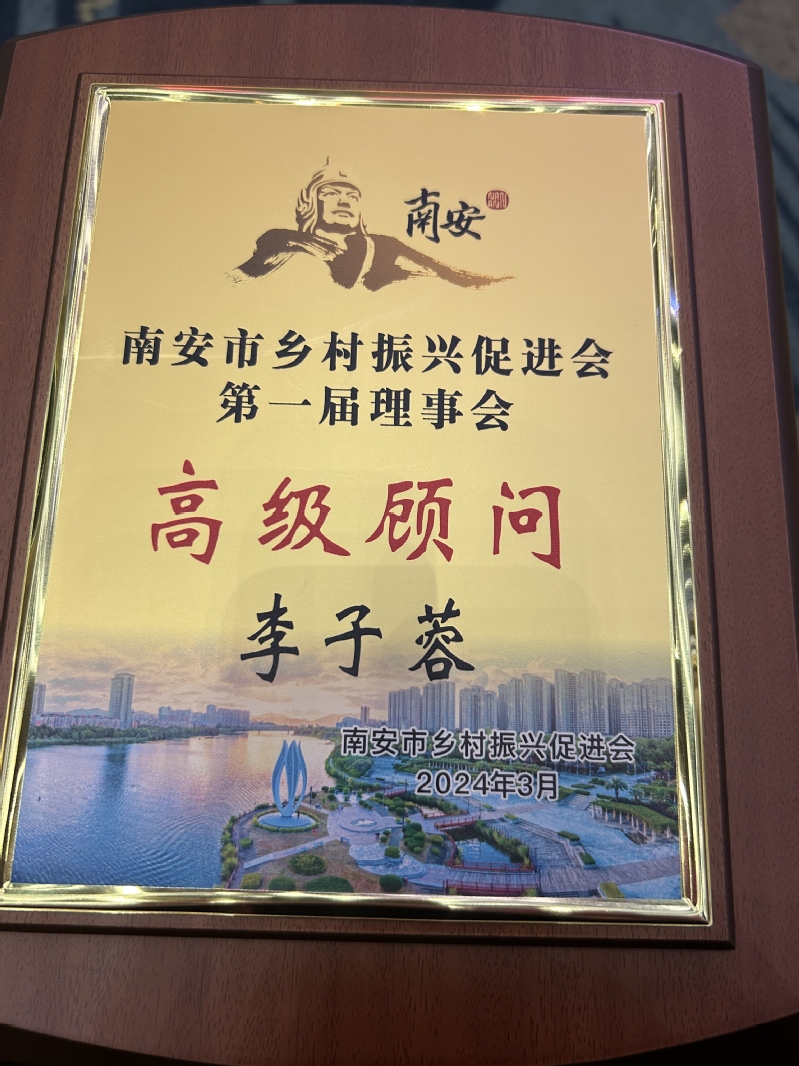 南安
南安市乡村振兴促进会
第一届理事会
高级顾问
李子蓉
南安市乡村振兴促进会
2024年3月